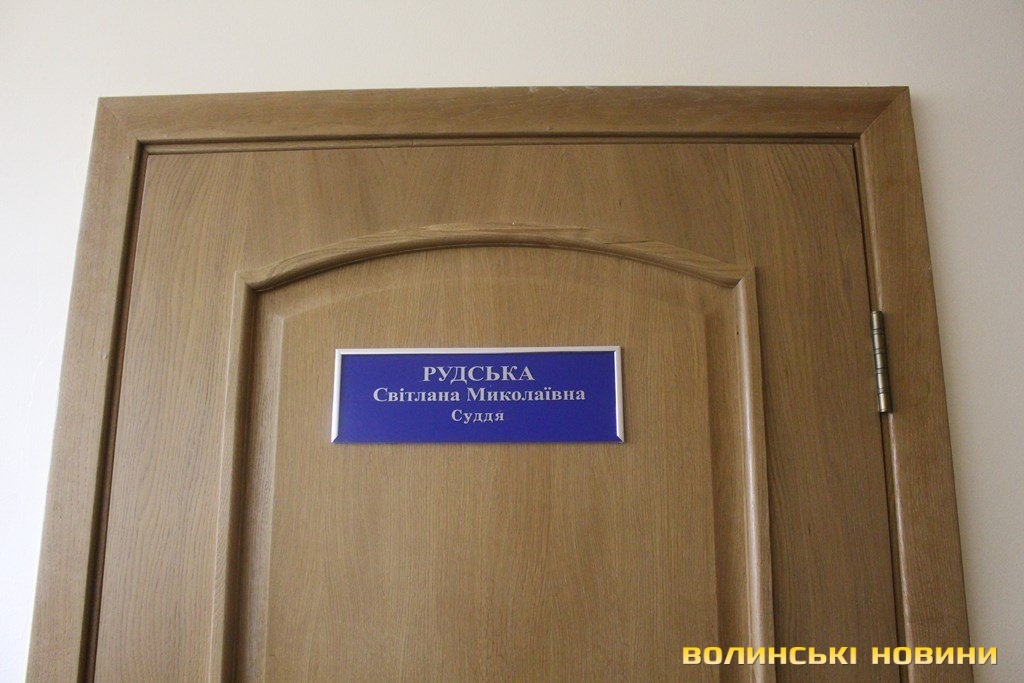 РУДСЬКА
Світлана Миколаївна
Суддя
ВОЛИНСЬКІ НОВИНИ